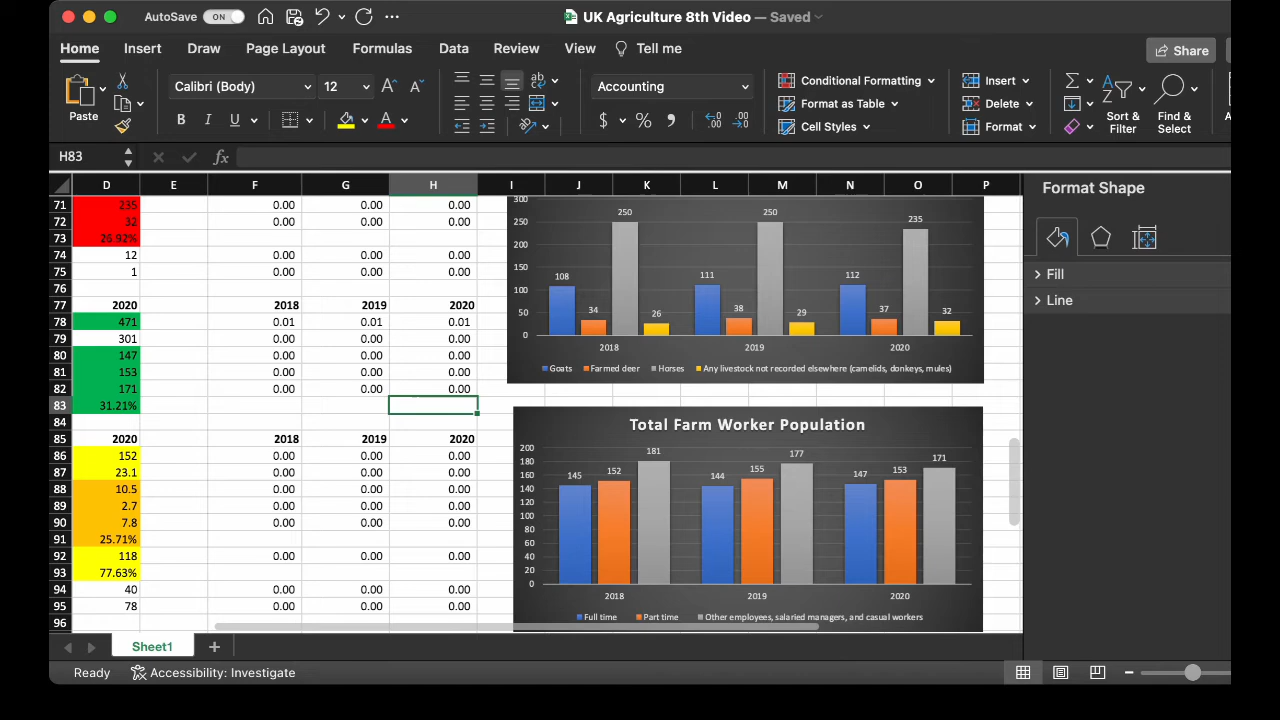 AutoSave ON ... UK Agriculture 8th Video — Saved
Home Insert Draw Page Layout Formulas Data Review View Tell me Share
Paste
Calibri (Body) 12 A A
B I U A
ab
Accounting
$ % 9 .00 .00
Conditional Formatting
Format as Table
Cell Styles
Insert
Delete
Format
Sort & Filter
Find & Select
H83 fx
D E F G H I J K L M N O P
71 235 0.00 0.00 0.00
72 32 0.00 0.00 0.00
73 26.92%
74 12 0.00 0.00 0.00
75 1 0.00 0.00 0.00
76
77 2020 2018 2019 2020
78 471 0.01 0.01 0.01
79 301 0.00 0.00 0.00
80 147 0.00 0.00 0.00
81 153 0.00 0.00 0.00
82 171 0.00 0.00 0.00
83 31.21%
84
85 2020 2018 2019 2020
86 152 0.00 0.00 0.00
87 23.1 0.00 0.00 0.00
88 10.5 0.00 0.00 0.00
89 2.7 0.00 0.00 0.00
90 7.8 0.00 0.00 0.00
91 25.71%
92 118 0.00 0.00 0.00
93 77.63%
94 40 0.00 0.00 0.00
95 78 0.00 0.00 0.00
96
300
250
200
150
100
50
0
108 34 250 26 111 38 250 29 112 37 235 32
2018 2019 2020
Goats Farmed deer Horses Any livestock not recorded elsewhere (camelids, donkeys, mules)
Total Farm Worker Population
200
180
160
140
120
100
80
60
40
20
0
145 152 181 144 155 177 147 153 171
2018 2019 2020
Full time Part time Other employees, salaried managers, and casual workers
Format Shape
Fill
Line
Sheet1 +
Ready Accessibility: Investigate